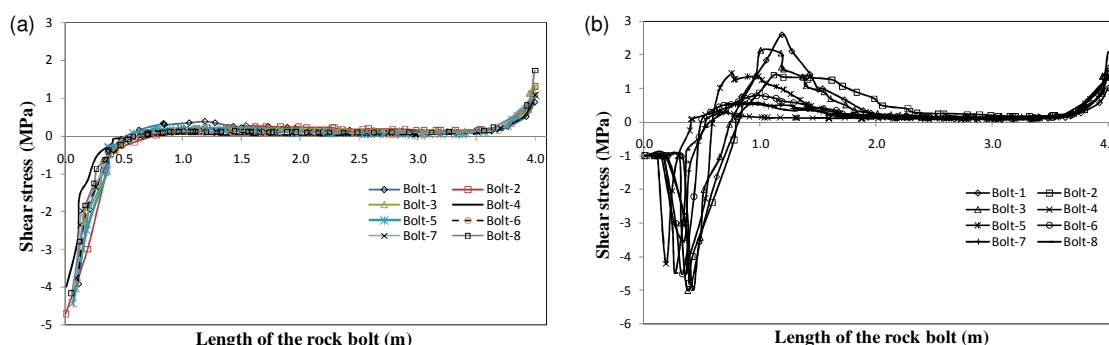 (a)
Shear stress (MPa)
3
2
1
0
-1
-2
-3
-4
-5
0.0 0.5 1.0 1.5 2.0 2.5 3.0 3.5 4.0
Bolt-1 Bolt-2
Bolt-3 Bolt-4
Bolt-5 Bolt-6
Bolt-7 Bolt-8
Length of the rock bolt (m)
(b)
Shear stress (MPa)
3
2
1
0
-1
-2
-3
-4
-5
-6
0.0 1.0 2.0 3.0
Bolt-1 Bolt-2
Bolt-3 Bolt-4
Bolt-5 Bolt-6
Bolt-7 Bolt-8
Length of the rock bolt (m)